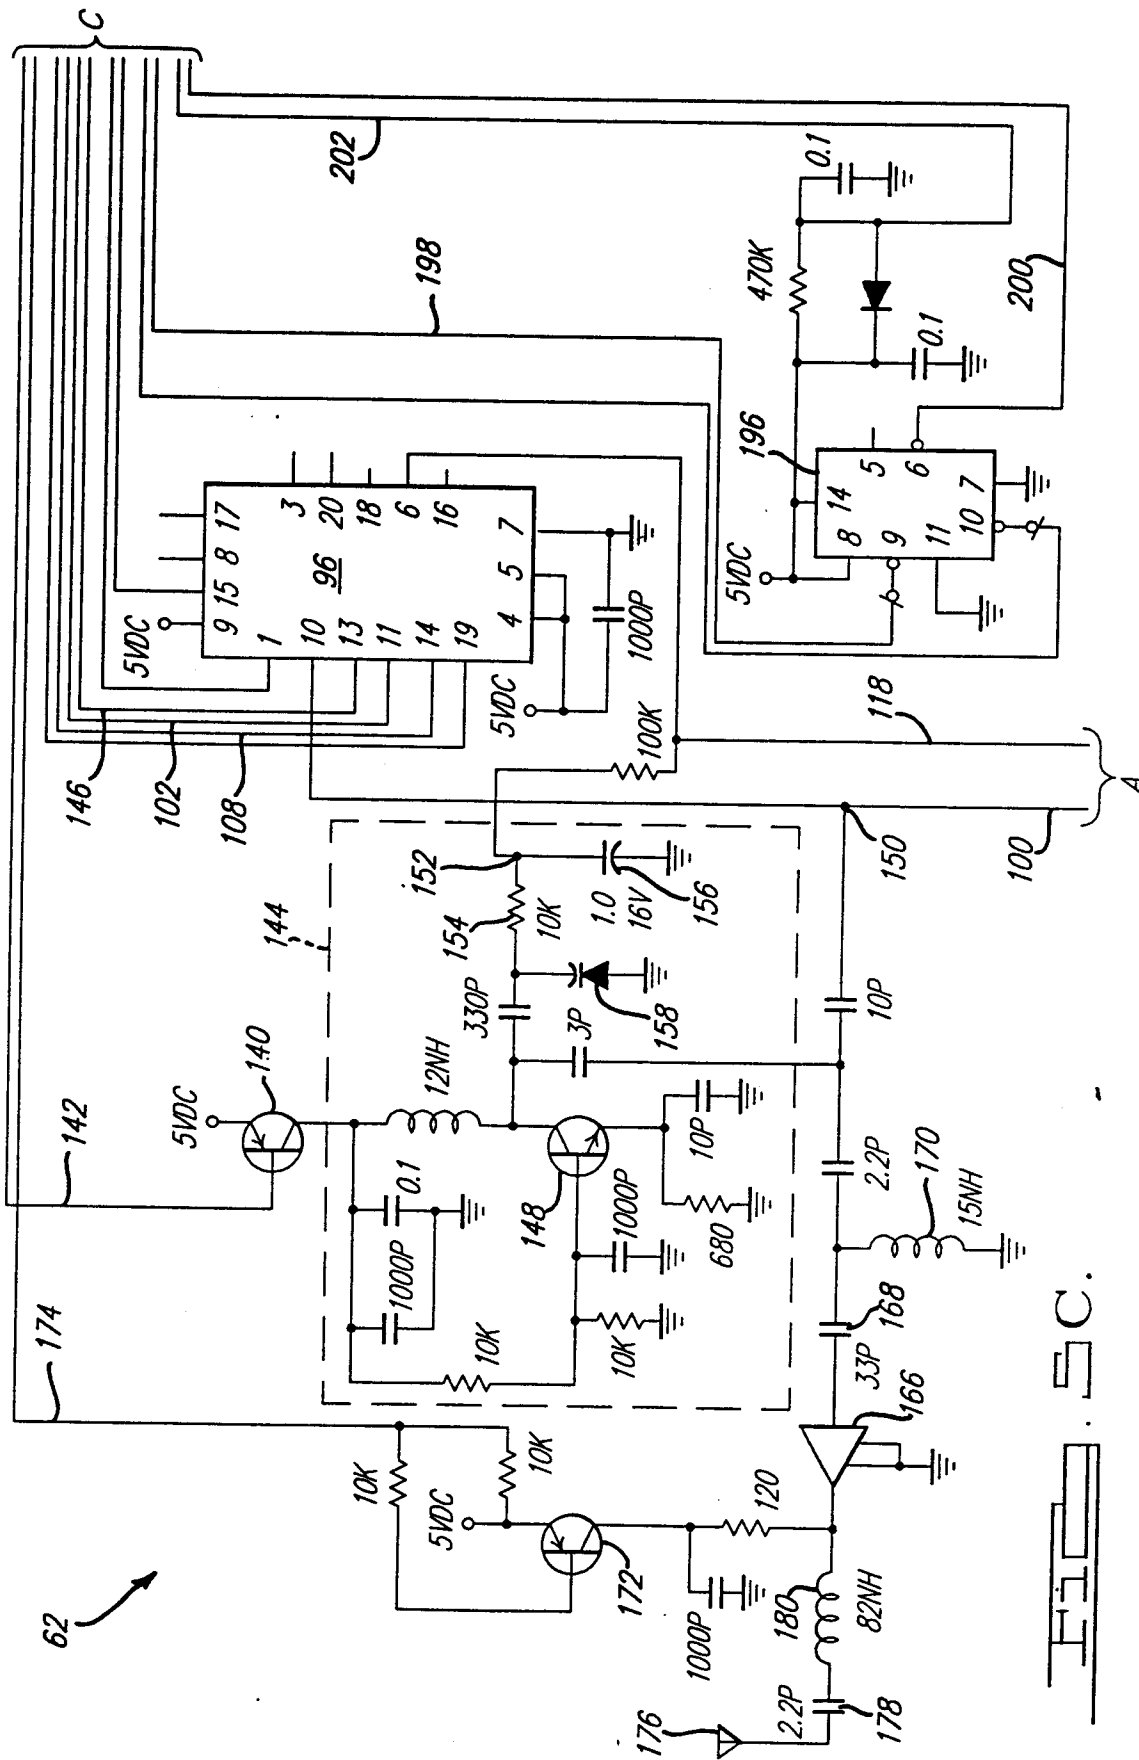 62
174
142
C
140
5VDC
144
146
102
108
5VDC
9
15
8
17
1
10
13
11
14
19
96
3
20
18
6
16
4
5
7
5VDC
1000P
198
202
10K
10K
5VDC
172
1000P
120
10K
10K
1000P
0.1
12NH
148
1000P
680
10P
330P
3P
158
154
10K
152
1.0
16V
156
100K
5VDC
196
470K
0.1
0.1
14
8
9
11
10
5
6
7
200
176
2.2P
178
180
82NH
166
33P
168
2.2P
170
15NH
10P
150
100
118
A
Fig. 5C.